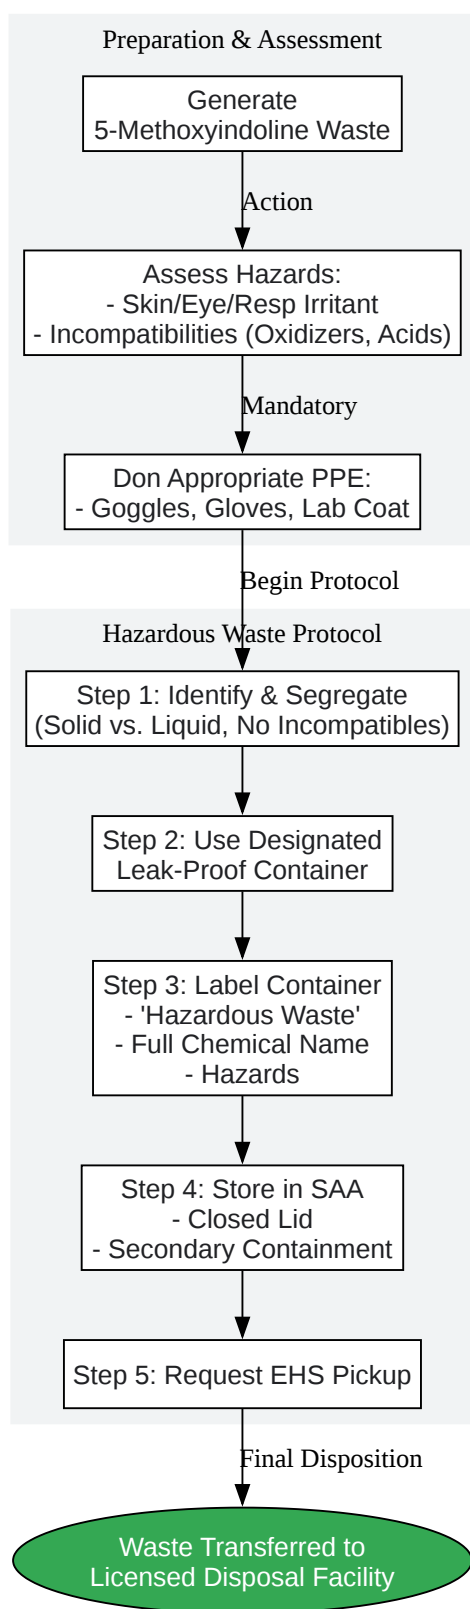 Preparation & Assessment
Generate
5-Methoxyindoline Waste
Action
Assess Hazards:
- Skin/Eye/Resp Irritant
- Incompatibilities (Oxidizers, Acids)
Mandatory
Don Appropriate PPE:
- Goggles, Gloves, Lab Coat
Begin Protocol
Hazardous Waste Protocol
Step 1: Identify & Segregate
(Solid vs. Liquid, No Incompatibles)
Step 2: Use Designated
Leak-Proof Container
Step 3: Label Container
- 'Hazardous Waste'
- Full Chemical Name
- Hazards
Step 4: Store in SAA
- Closed Lid
- Secondary Containment
Step 5: Request EHS Pickup
Final Disposition
Waste Transferred to
Licensed Disposal Facility